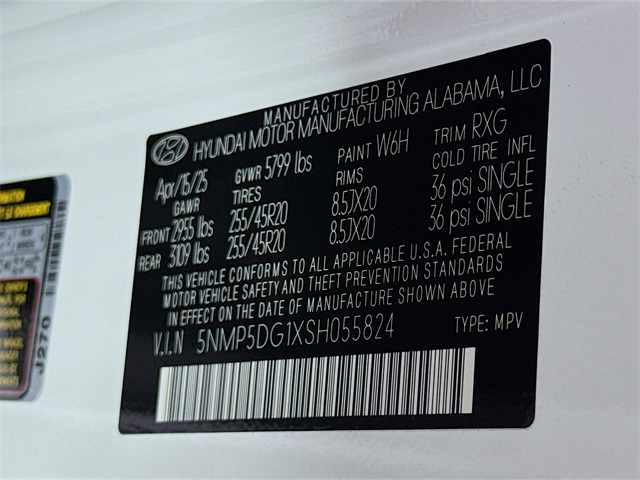 MANUFACTURED BY
HYUNDAI MOTOR MANUFACTURING ALABAMA, LLC
Apr/15/25 GVWR 5799 lbs PAINT W6H TRIM RXG
GAWR TIRES RIMS COLD TIRE INFL
FRONT 2955 lbs 255/45R20 8.5JX20 36 psi SINGLE
REAR 3109 lbs 255/45R20 8.5JX20 36 psi SINGLE
THIS VEHICLE CONFORMS TO ALL APPLICABLE U.S.A. FEDERAL
MOTOR VEHICLE SAFETY AND THEFT PREVENTION STANDARDS
IN EFFECT ON THE DATE OF MANUFACTURE SHOWN ABOVE
V.I.N 5NMP5DG1XSH055824 TYPE: MPV
J270